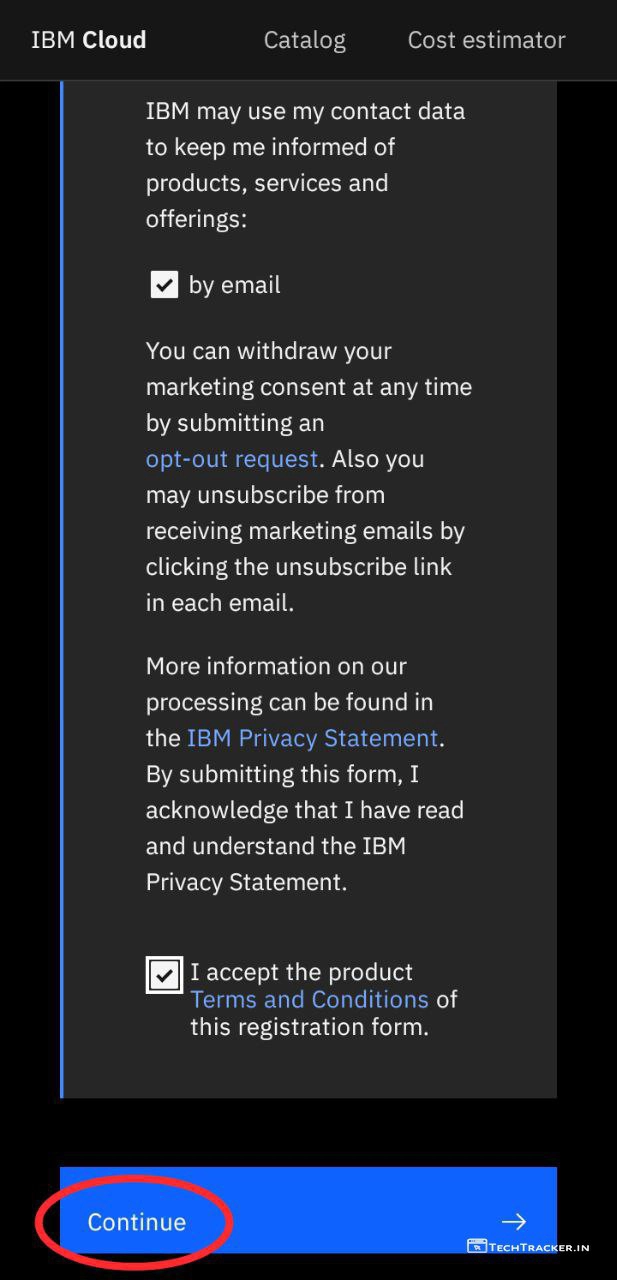 IBM Cloud Catalog Cost estimator
IBM may use my contact data
to keep me informed of
products, services and
offerings:
by email
You can withdraw your
marketing consent at any time
by submitting an
opt-out request. Also you
may unsubscribe from
receiving marketing emails by
clicking the unsubscribe link
in each email.
More information on our
processing can be found in
the IBM Privacy Statement.
By submitting this form, I
acknowledge that I have read
and understand the IBM
Privacy Statement.
I accept the product
Terms and Conditions of
this registration form.
Continue
TECHTRACKER.IN